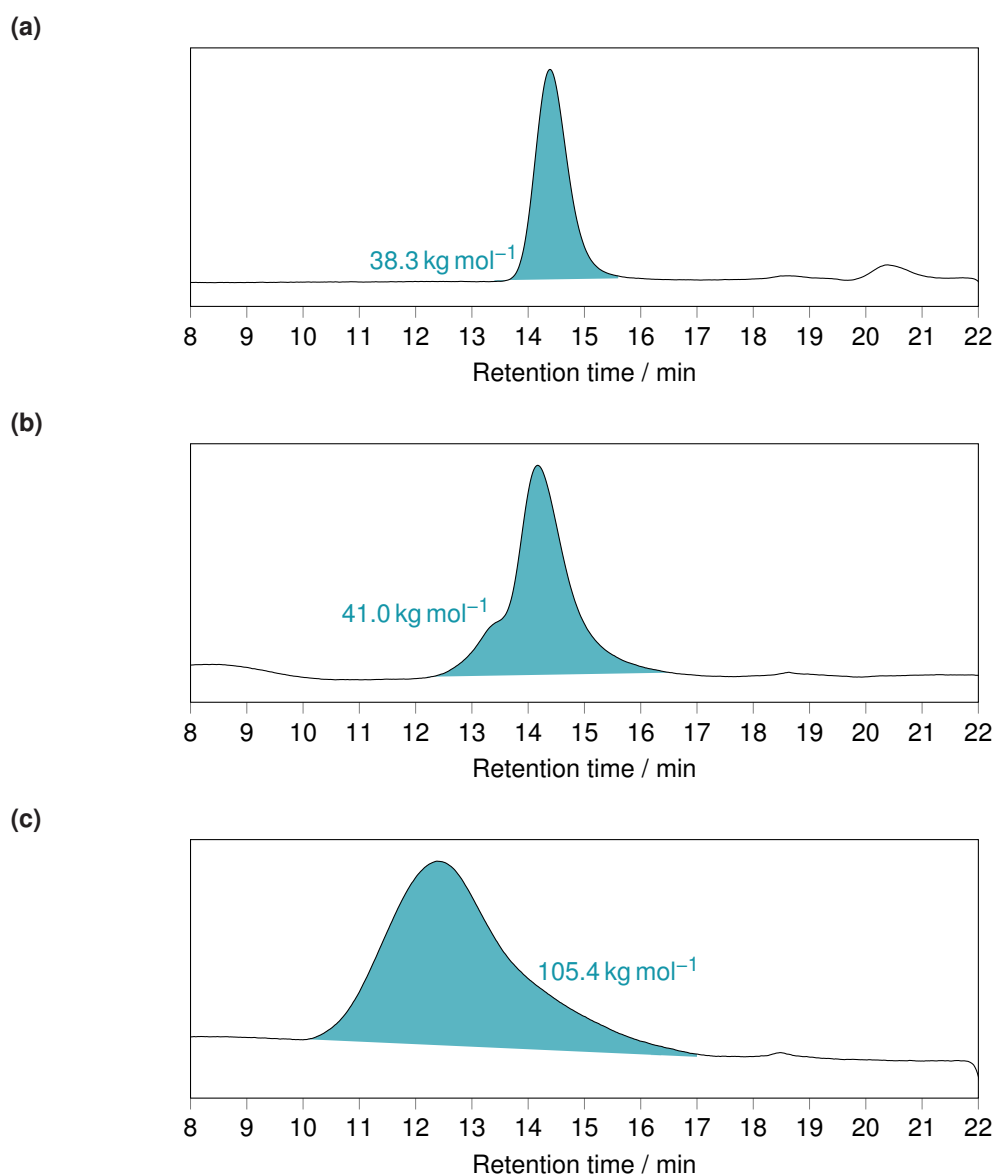 (a)
38.3 kg mol⁻¹
8 9 10 11 12 13 14 15 16 17 18 19 20 21 22
Retention time / min
(b)
41.0 kg mol⁻¹
8 9 10 11 12 13 14 15 16 17 18 19 20 21 22
Retention time / min
(c)
105.4 kg mol⁻¹
8 9 10 11 12 13 14 15 16 17 18 19 20 21 22
Retention time / min